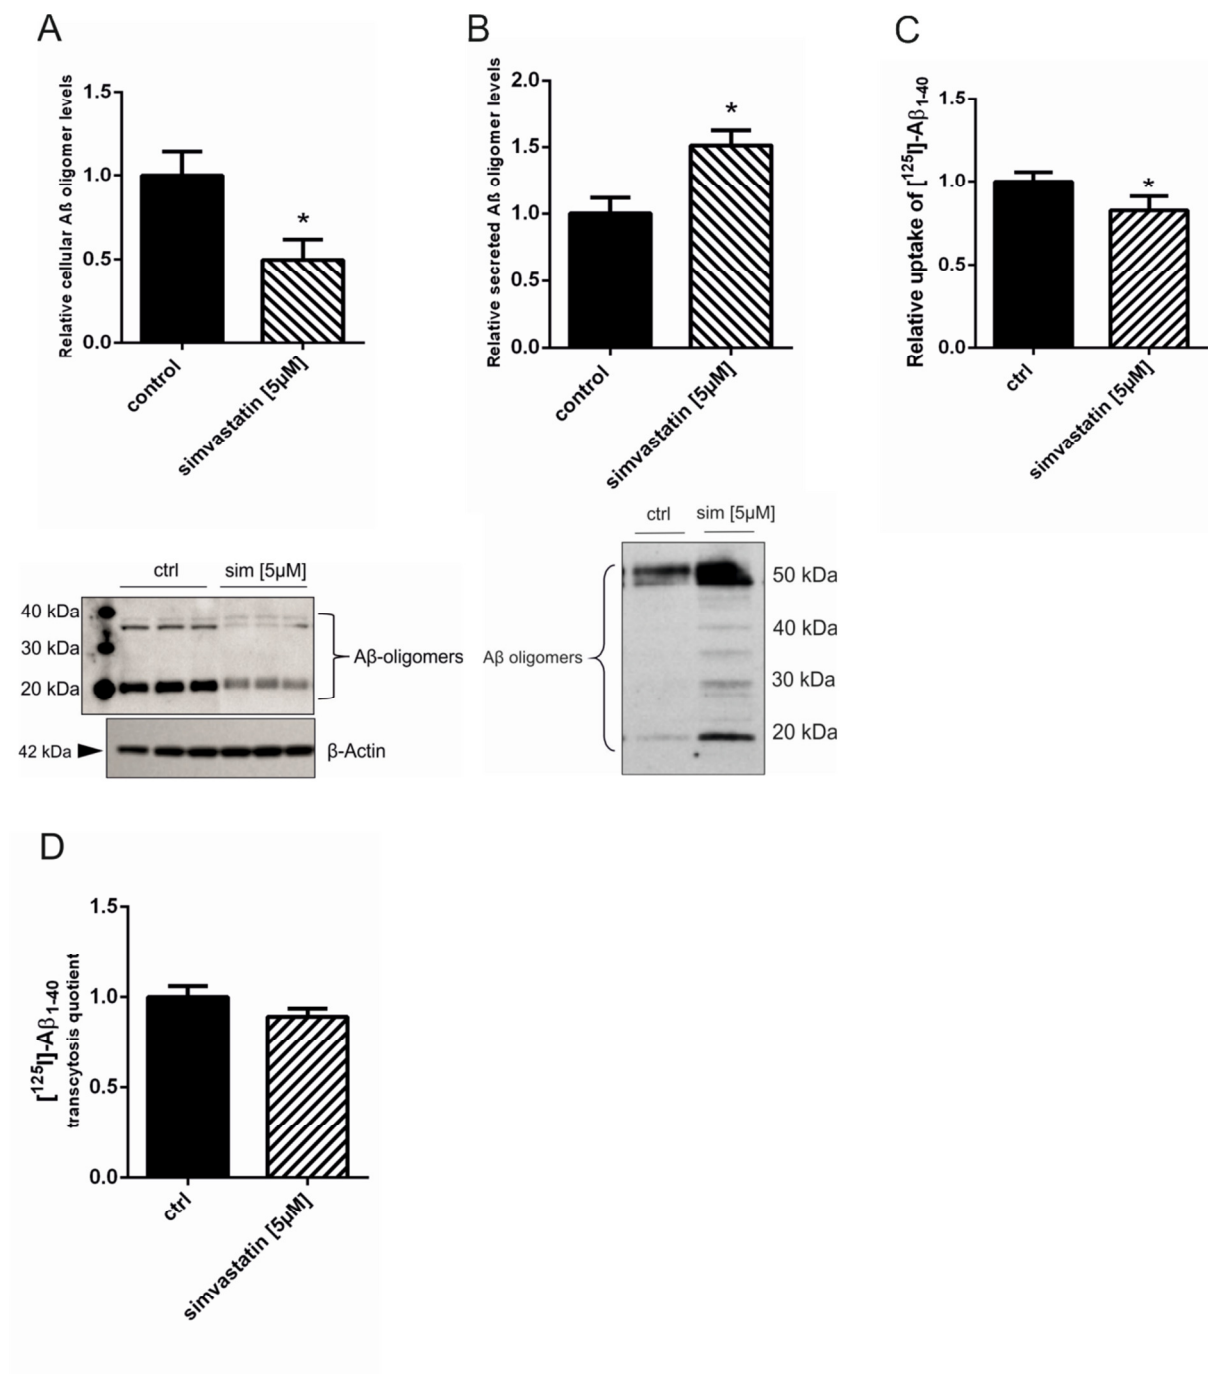 A
Relative cellular Aß oligomer levels
1.5
1.0
0.5
0.0
*
control
simvastatin [5µM]
ctrl
sim [5µM]
40 kDa
30 kDa
20 kDa
Aβ-oligomers
42 kDa
β-Actin
B
Relative secreted Aß oligomer levels
2.0
1.5
1.0
0.5
0.0
*
control
simvastatin [5µM]
ctrl
sim [5µM]
Aβ oligomers
50 kDa
40 kDa
30 kDa
20 kDa
C
Relative uptake of [125I]-Aβ1-40
1.5
1.0
0.5
0.0
*
ctrl
simvastatin [5µM]
D
[125I]-Aβ1-40
transcytosis quotient
1.5
1.0
0.5
0.0
ctrl
simvastatin [5µM]